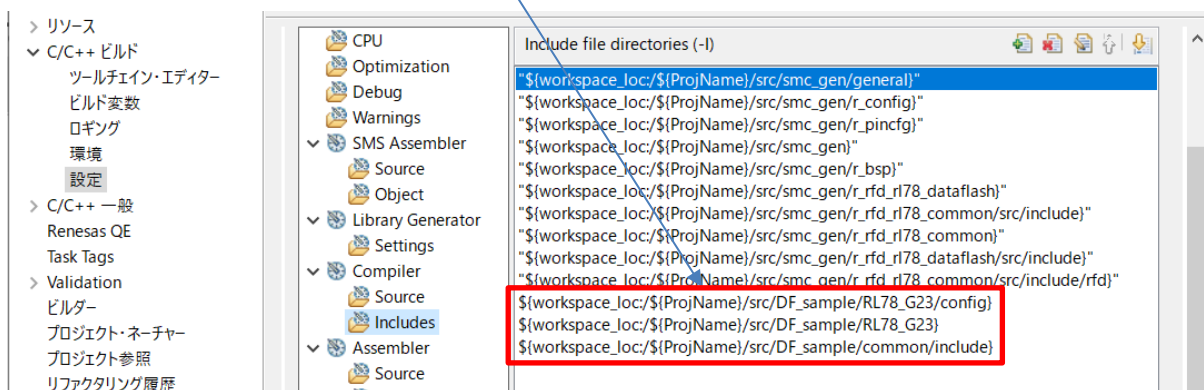 リソース
C/C++ ビルド
ツールチェイン・エディター
ビルド変数
ロギング
環境
設定
C/C++ 一般
Renesas QE
Task Tags
Validation
ビルダー
プロジェクト・ネーチャー
プロジェクト参照
リファクタリング履歴
CPU
Optimization
Debug
Warnings
SMS Assembler
Source
Object
Library Generator
Settings
Compiler
Source
Includes
Assembler
Source
Include file directories (-I)
"${workspace_loc:/${ProjName}/src/smc_gen/general}"
"${workspace_loc:/${ProjName}/src/smc_gen/r_config}"
"${workspace_loc:/${ProjName}/src/smc_gen/r_pincfg}"
"${workspace_loc:/${ProjName}/src/smc_gen}"
"${workspace_loc:/${ProjName}/src/smc_gen/r_bsp}"
"${workspace_loc:/${ProjName}/src/smc_gen/r_rfd_rl78_dataflash}"
"${workspace_loc:/${ProjName}/src/smc_gen/r_rfd_rl78_common/src/include}"
"${workspace_loc:/${ProjName}/src/smc_gen/r_rfd_rl78_common}"
"${workspace_loc:/${ProjName}/src/smc_gen/r_rfd_rl78_dataflash/src/include}"
"${workspace_loc:/${ProjName}/src/smc_gen/r_rfd_rl78_common/src/include/rfd}"
${workspace_loc:/${ProjName}/src/DF_sample/RL78_G23/config}
${workspace_loc:/${ProjName}/src/DF_sample/RL78_G23}
${workspace_loc:/${ProjName}/src/DF_sample/common/include}